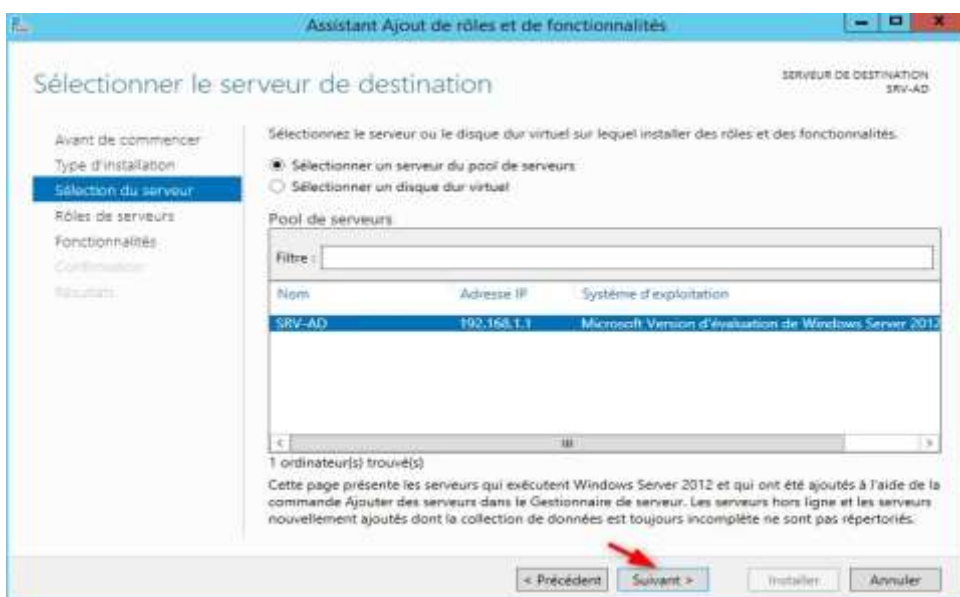 Assistant Ajout de rôles et de fonctionnalités
Sélectionner le serveur de destination
SERVEUR DE DESTINATION
SRV-AD
Avant de commencer
Type d'installation
Sélection du serveur
Rôles de serveurs
Fonctionnalités
Confirmation
Résultats
Sélectionnez le serveur ou le disque dur virtuel sur lequel installer des rôles et des fonctionnalités.
Sélectionner un serveur du pool de serveurs
Sélectionner un disque dur virtuel
Pool de serveurs
Filtre :
Nom Adresse IP Système d'exploitation
SRV-AD 192.168.1.1 Microsoft Version d'évaluation de Windows Server 2012
1 ordinateur(s) trouvé(s)
Cette page présente les serveurs qui exécutent Windows Server 2012 et qui ont été ajoutés à l'aide de la
commande Ajouter des serveurs dans le Gestionnaire de serveur. Les serveurs hors ligne et les serveurs
nouvellement ajoutés dont la collection de données est toujours incomplète ne sont pas répertoriés.
< Précédent Suivant > Installer Annuler